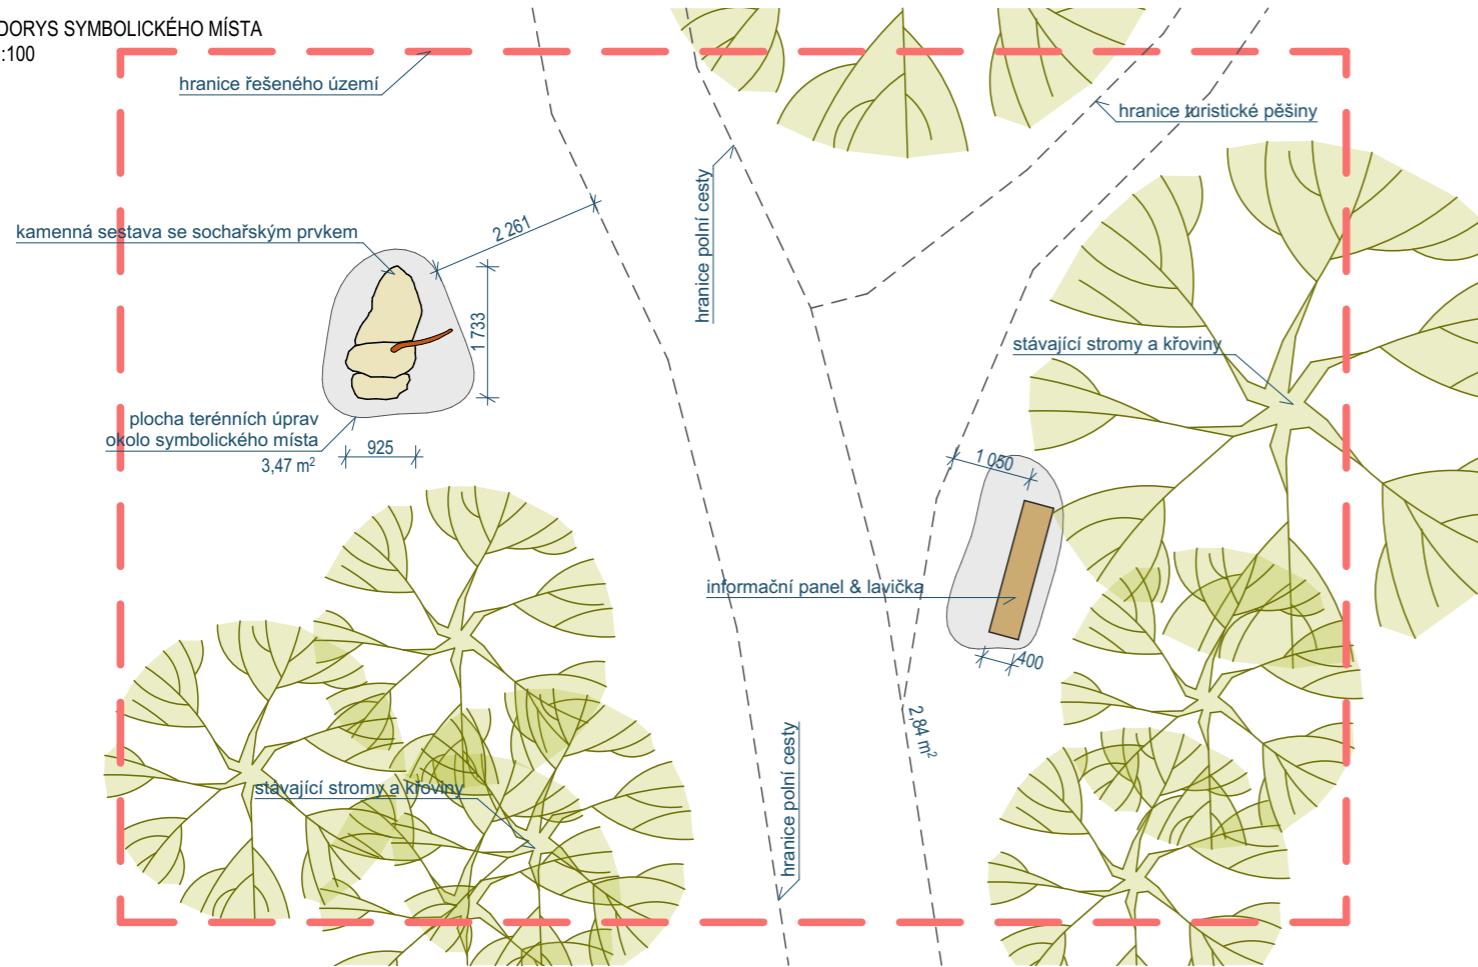 DORYS SYMBOLICKÉHO MÍSTA
:100
hranice řešeného území
hranice turistické pěšiny
hranice polní cesty
2 261
kamenná sestava se sochařským prvkem
1 733
stávající stromy a křoviny
plocha terénních úprav
okolo symbolického místa
3,47 m²
925
1 050
informační panel & lavička
400
2,84 m²
hranice polní cesty
stávající stromy a křoviny